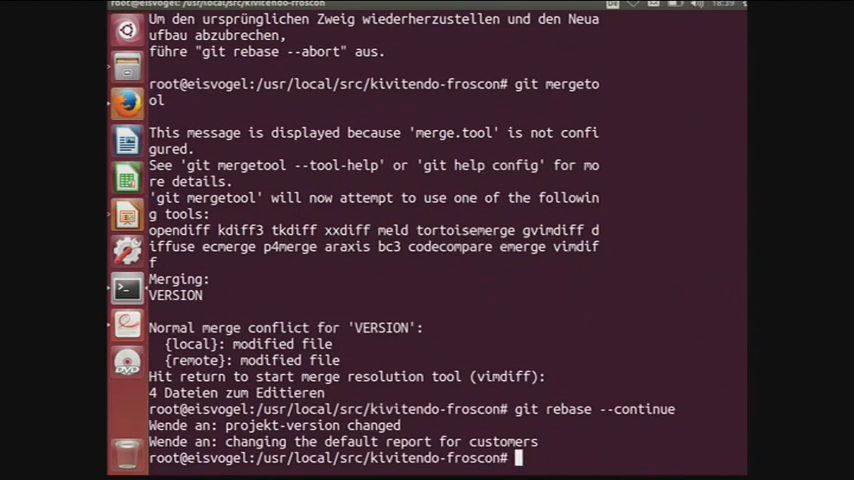 root@eisvogel: /usr/local/src/kivitendo-froscon
De
18:39
Um den ursprünglichen Zweig wiederherzustellen und den Neua
ufbau abzubrechen,
führe "git rebase --abort" aus.
root@eisvogel:/usr/local/src/kivitendo-froscon# git mergeto
ol
This message is displayed because 'merge.tool' is not confi
gured.
See 'git mergetool --tool-help' or 'git help config' for mo
re details.
'git mergetool' will now attempt to use one of the followin
g tools:
opendiff kdiff3 tkdiff xxdiff meld tortoisemerge gvimdiff d
iffuse ecmerge p4merge araxis bc3 codecompare emerge vimdif
f
Merging:
VERSION
Normal merge conflict for 'VERSION':
{local}: modified file
{remote}: modified file
Hit return to start merge resolution tool (vimdiff):
4 Dateien zum Editieren
root@eisvogel:/usr/local/src/kivitendo-froscon# git rebase --continue
Wende an: projekt-version changed
Wende an: changing the default report for customers
root@eisvogel:/usr/local/src/kivitendo-froscon#
DVD